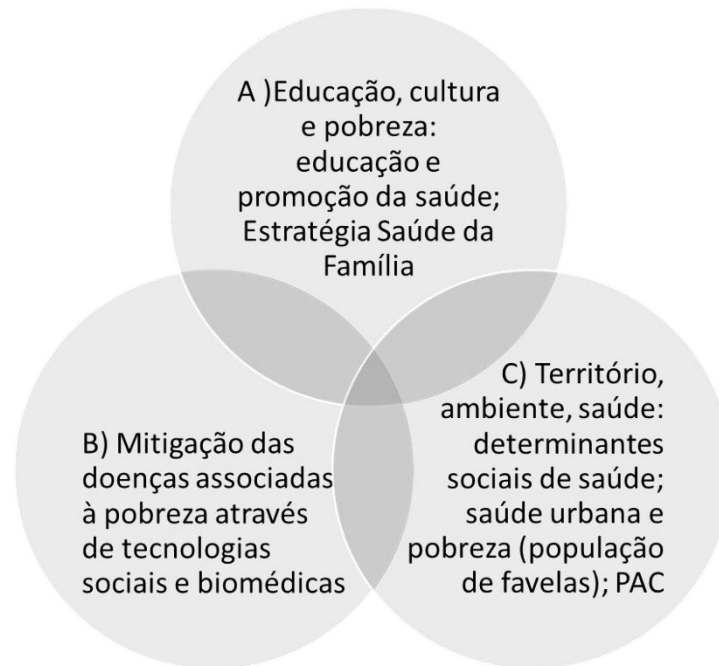 A )Educação, cultura
e pobreza:
educação e
promoção da saúde;
Estratégia Saúde da
Família
B) Mitigação das
doenças associadas
à pobreza através
de tecnologias
sociais e biomédicas
C) Território,
ambiente, saúde:
determinantes
sociais de saúde;
saúde urbana e
pobreza (população
de favelas); PAC